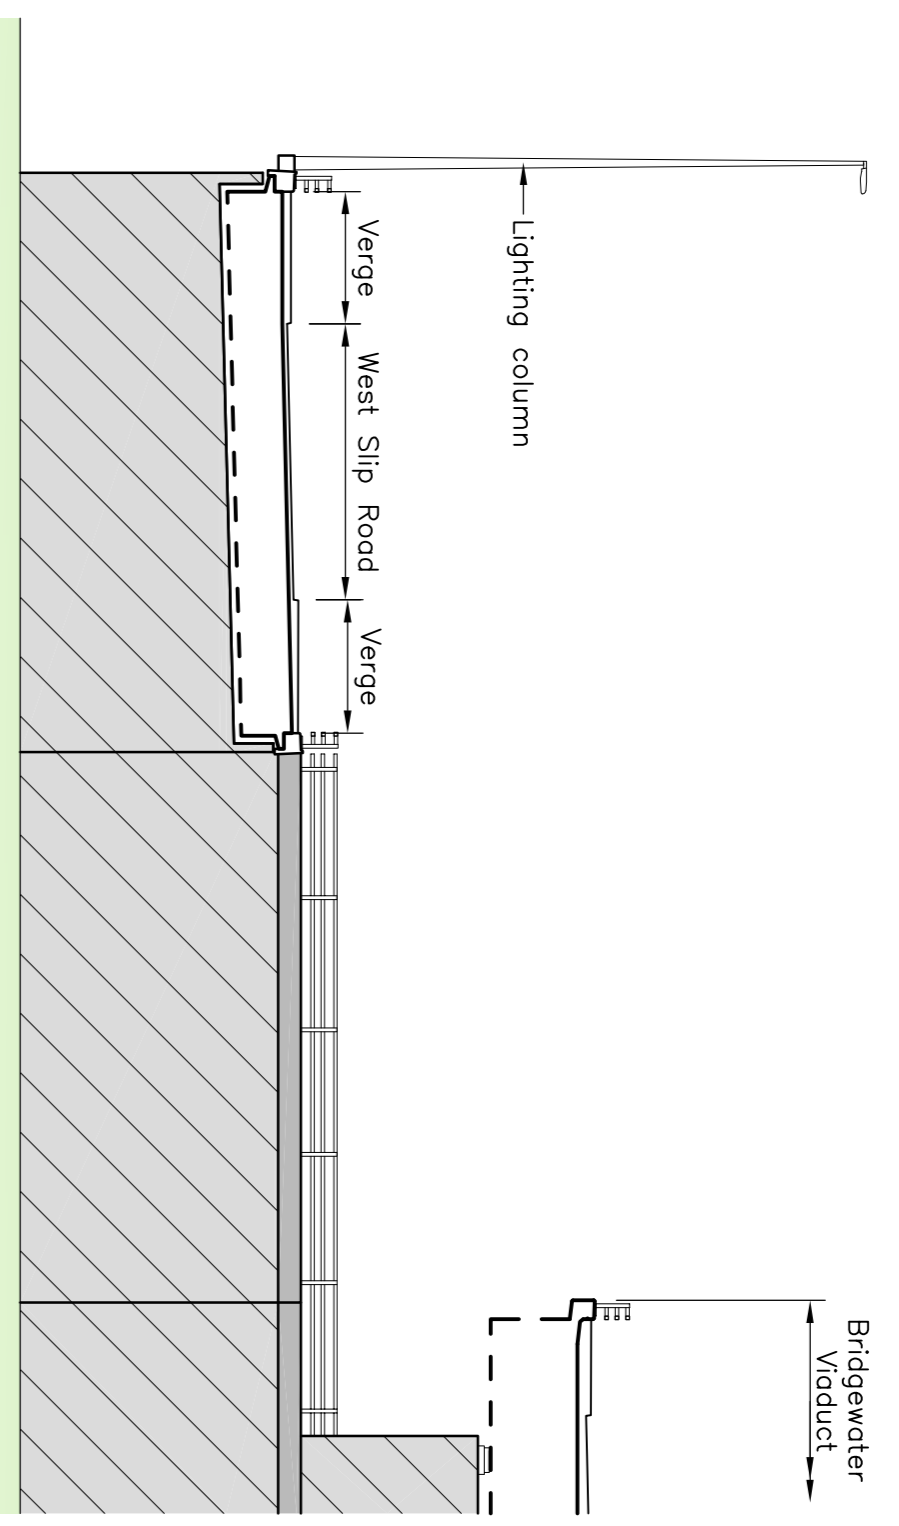 Lighting column
Verge
West Slip Road
Verge
Bridgewater
Viaduct